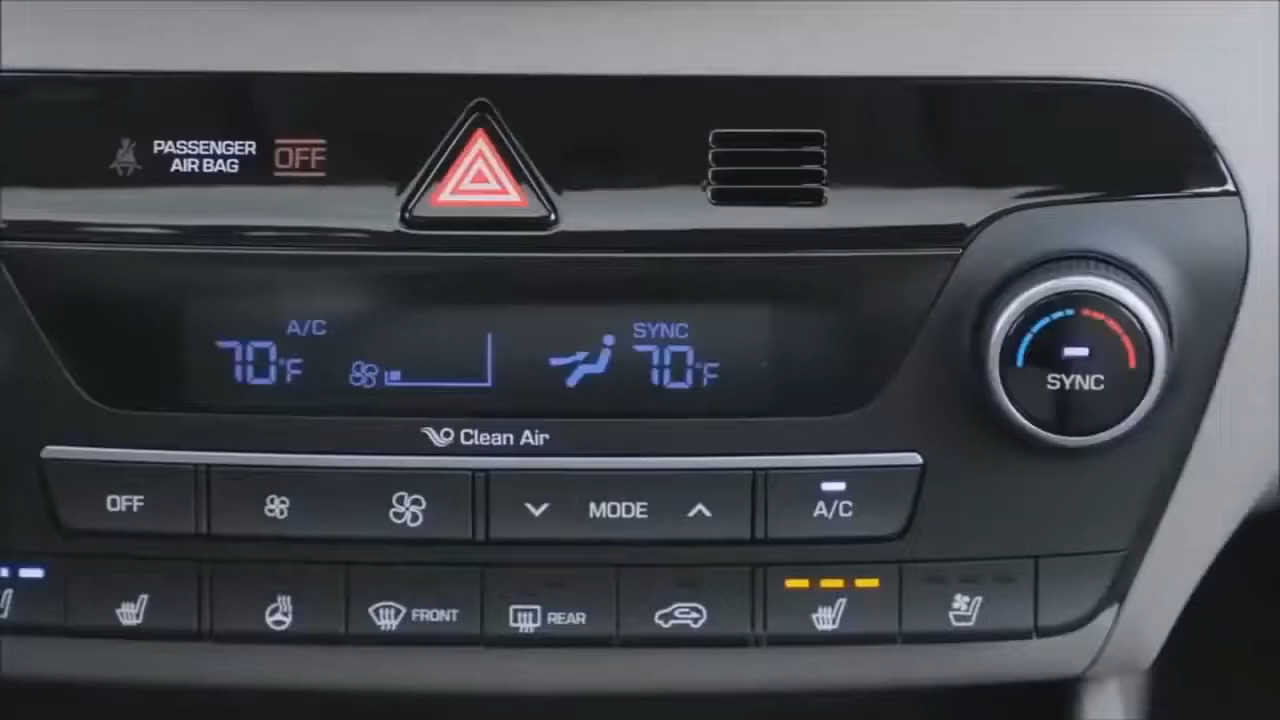 PASSENGER
AIR BAG
OFF
A/C
70°F
SYNC
70°F
SYNC
Clean Air
OFF
MODE
A/C
FRONT
REAR